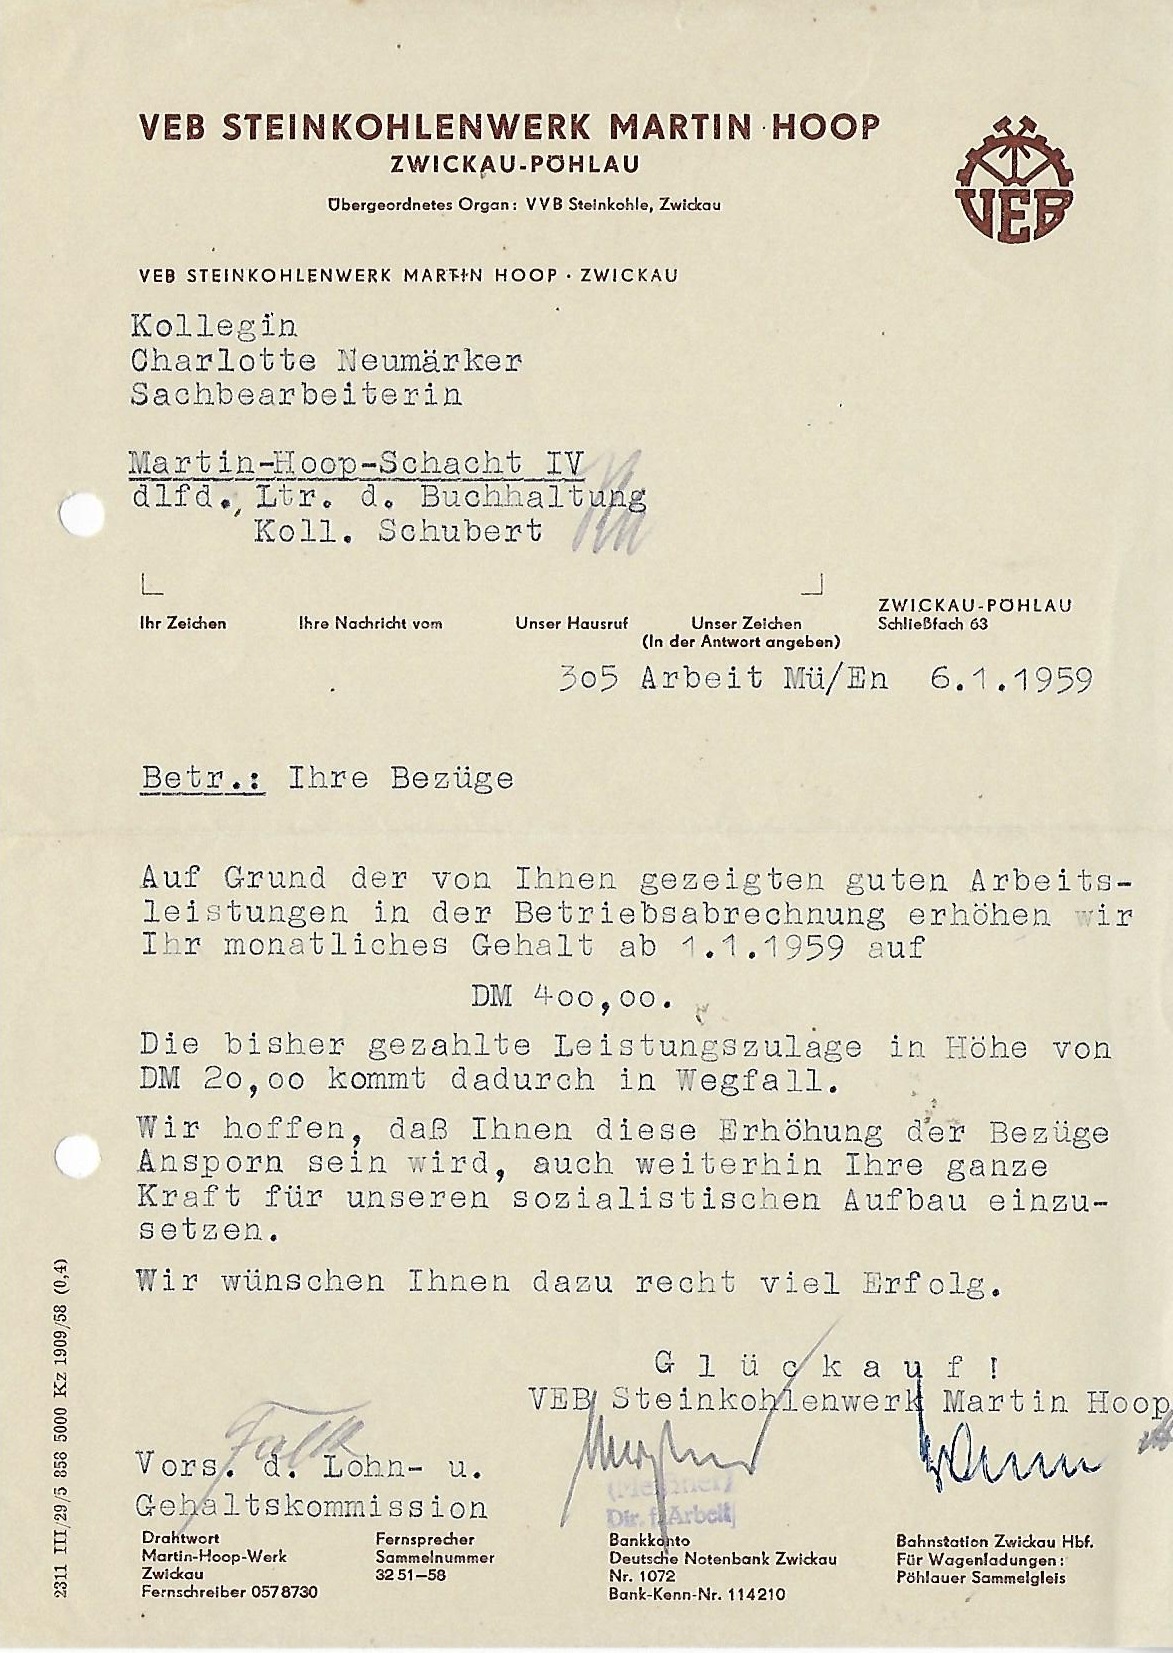 VEB STEINKOHLENWERK MARTIN HOOP
ZWICKAU-PÖHLAU
Übergeordnetes Organ: VVB Steinkohle, Zwickau
VEB
VEB STEINKOHLENWERK MARTIN HOOP · ZWICKAU
Kollegin
Charlotte Neumärker
Sachbearbeiterin
Martin-Hoop-Schacht IV
dlfd., Ltr. d. Buchhaltung
Koll. Schubert
ZWICKAU-PÖHLAU
Ihr Zeichen Ihre Nachricht vom Unser Hausruf Unser Zeichen Schließfach 63
(In der Antwort angeben)
305 Arbeit Mü/En 6.1.1959
Betr.: Ihre Bezüge
Auf Grund der von Ihnen gezeigten guten Arbeits-
leistungen in der Betriebsabrechnung erhöhen wir
Ihr monatliches Gehalt ab 1.1.1959 auf
DM 400,00.
Die bisher gezahlte Leistungszulage in Höhe von
DM 20,00 kommt dadurch in Wegfall.
Wir hoffen, daß Ihnen diese Erhöhung der Bezüge
Ansporn sein wird, auch weiterhin Ihre ganze
Kraft für unseren sozialistischen Aufbau einzu-
setzen.
Wir wünschen Ihnen dazu recht viel Erfolg.
G l ü c k a u f !
VEB Steinkohlenwerk Martin Hoop
Falk
Vors. d. Lohn- u.
Gehaltskommission
Dir. f. Arbeit
Drahtwort
Martin-Hoop-Werk
Zwickau
Fernschreiber 0578730
Fernsprecher
Sammelnummer
32 51—58
Bankkonto
Deutsche Notenbank Zwickau
Nr. 1072
Bank-Kenn-Nr. 114210
Bahnstation Zwickau Hbf.
Für Wagenladungen:
Pöhlauer Sammelgleis
2311 III/29/5 858 5000 Kz 1909/58 (0,4)